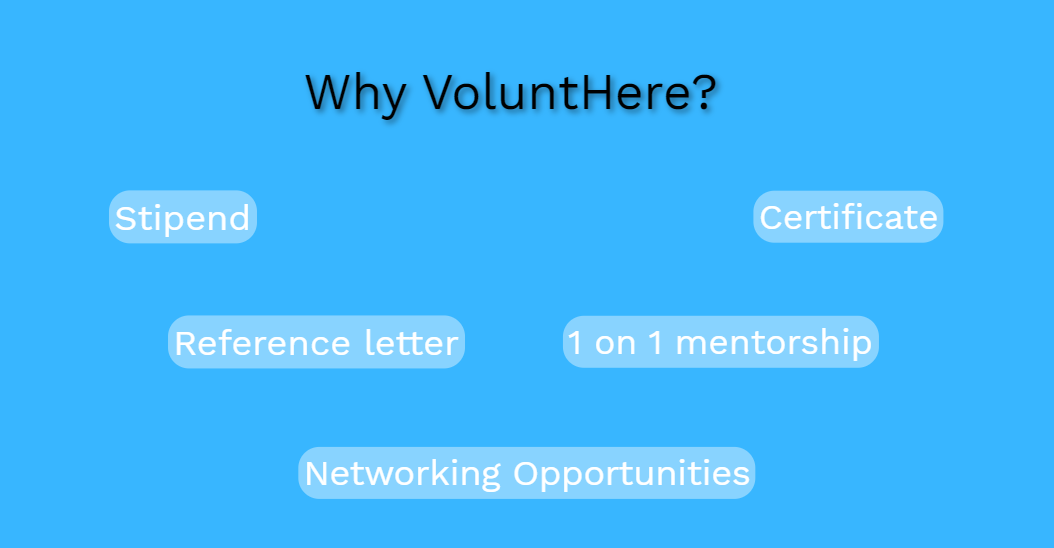 Why VoluntHere?
Stipend
Certificate
Reference letter
1 on 1 mentorship
Networking Opportunities